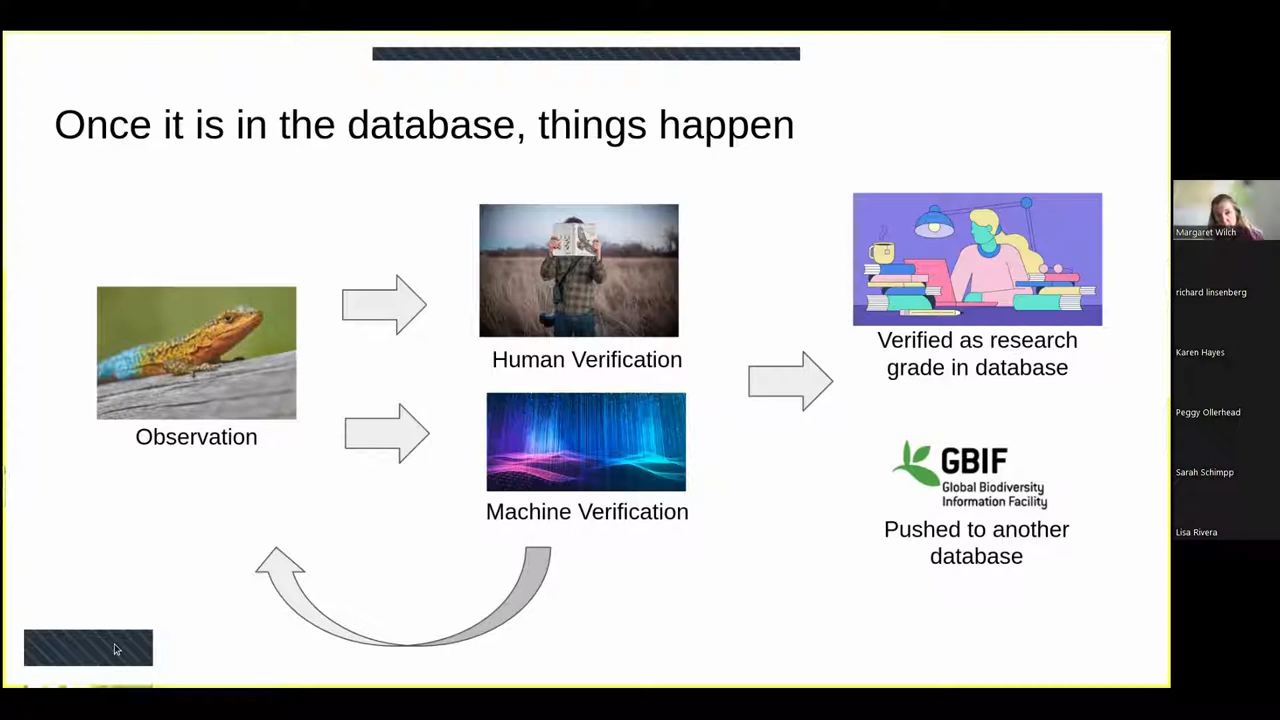 Once it is in the database, things happen
Observation
Human Verification
Machine Verification
Verified as research
grade in database
GBIF
Global Biodiversity
Information Facility
Pushed to another
database
Margaret Wilch
richard linsenberg
Karen Hayes
Peggy Ollerhead
Sarah Schimpp
Lisa Rivera